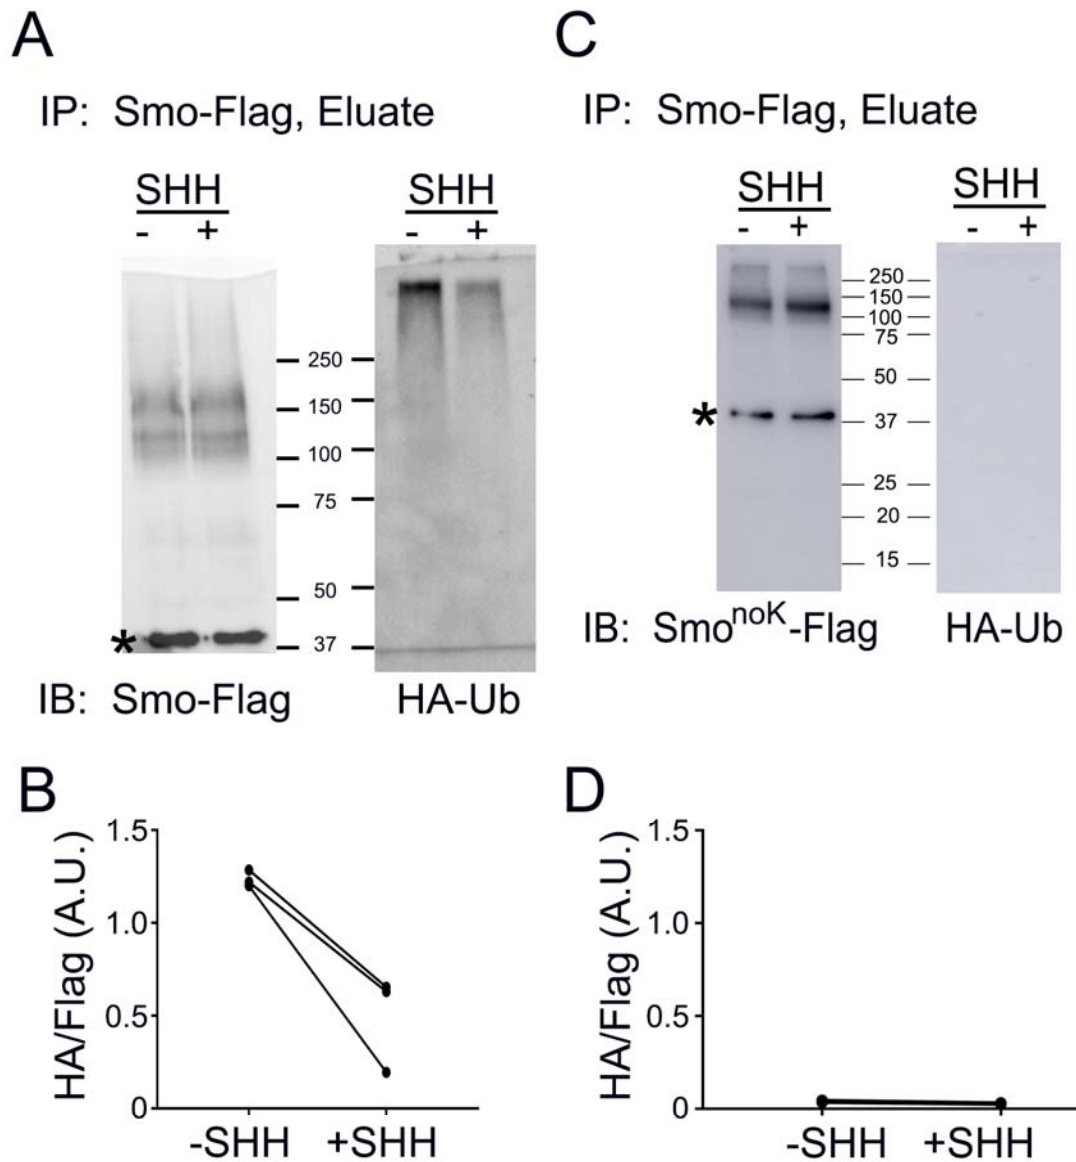 A
IP: Smo-Flag, Eluate
SHH
- +
SHH
- +
250
150
100
75
50
37
*
IB: Smo-Flag HA-Ub
C
IP: Smo-Flag, Eluate
SHH
- +
SHH
- +
250
150
100
75
50
37
25
20
15
*
IB: Smo^noK-Flag HA-Ub
B
HA/Flag (A.U.)
1.5
1.0
0.5
0
-SHH +SHH
D
HA/Flag (A.U.)
1.5
1.0
0.5
0
-SHH +SHH